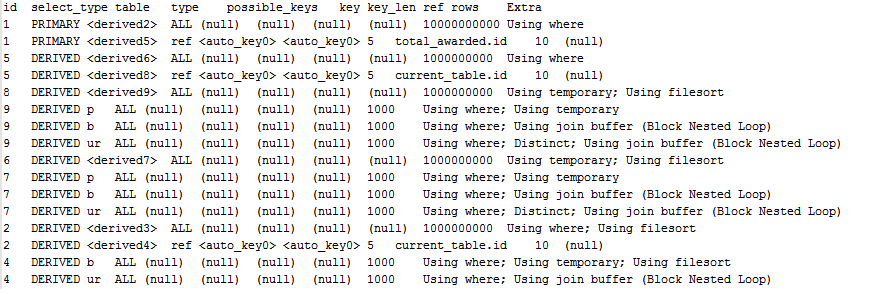 id select_type table type possible_keys key key_len ref rows Extra
1 PRIMARY <derived2> ALL (null) (null) (null) (null) 10000000000 Using where
1 PRIMARY <derived5> ref <auto_key0> <auto_key0> 5 total_awarded.id 10 (null)
5 DERIVED <derived6> ALL (null) (null) (null) (null) 1000000000 Using where
5 DERIVED <derived8> ref <auto_key0> <auto_key0> 5 current_table.id 10 (null)
8 DERIVED <derived9> ALL (null) (null) (null) (null) 1000000000 Using temporary; Using filesort
9 DERIVED p ALL (null) (null) (null) (null) 1000 Using where; Using temporary
9 DERIVED b ALL (null) (null) (null) (null) 1000 Using where; Using join buffer (Block Nested Loop)
9 DERIVED ur ALL (null) (null) (null) (null) 1000 Using where; Distinct; Using join buffer (Block Nested Loop)
6 DERIVED <derived7> ALL (null) (null) (null) (null) 1000000000 Using temporary; Using filesort
7 DERIVED p ALL (null) (null) (null) (null) 1000 Using where; Using temporary
7 DERIVED b ALL (null) (null) (null) (null) 1000 Using where; Using join buffer (Block Nested Loop)
7 DERIVED ur ALL (null) (null) (null) (null) 1000 Using where; Distinct; Using join buffer (Block Nested Loop)
2 DERIVED <derived3> ALL (null) (null) (null) (null) 1000000000 Using where; Using filesort
2 DERIVED <derived4> ref <auto_key0> <auto_key0> 5 current_table.id 10 (null)
4 DERIVED b ALL (null) (null) (null) (null) 1000 Using where; Using temporary; Using filesort
4 DERIVED ur ALL (null) (null) (null) (null) 1000 Using where; Using join buffer (Block Nested Loop)